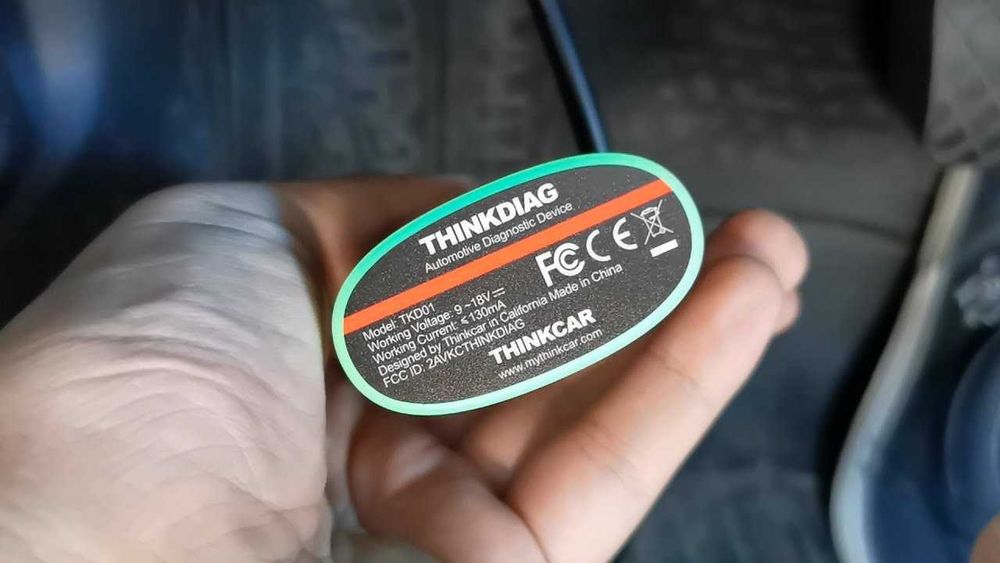 THINKDIAG
Automotive Diagnostic Device
FCC CE
Model: TKD01
Working Voltage: 9~18V⎓
Working Current: ≤130mA
Designed by Thinkcar in California Made in China
FCC ID: 2AVKCTHINKDIAG
THINKCAR
www.mythinkcar.com